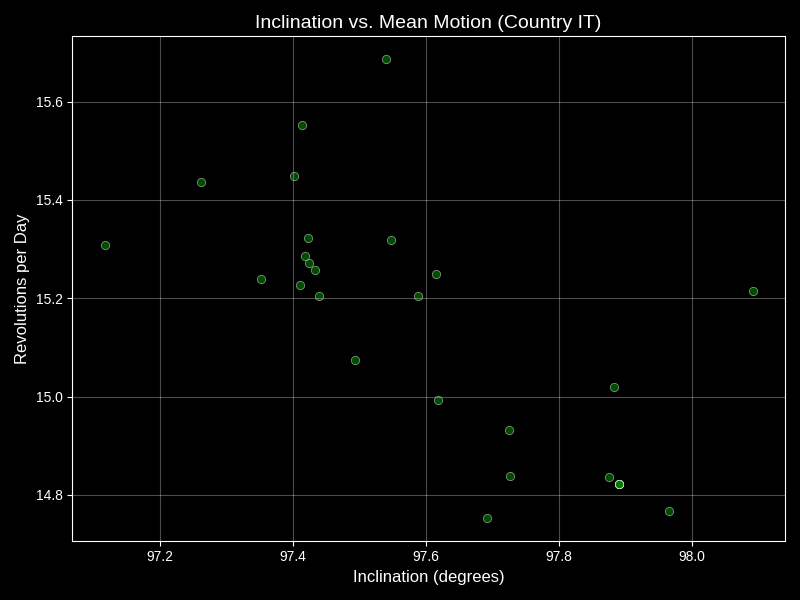 Inclination vs. Mean Motion (Country IT)
Revolutions per Day
15.6
15.4
15.2
15.0
14.8
97.2 97.4 97.6 97.8 98.0
Inclination (degrees)